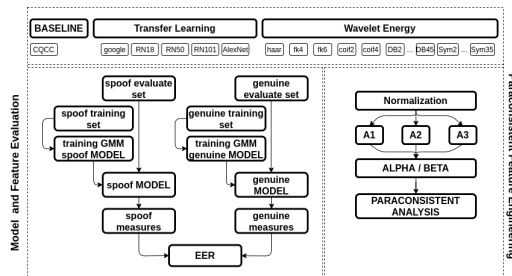 BASELINE
Transfer Learning
Wavelet Energy
CQCC
google
RN18
RN50
RN101
AlexNet
haar
fk4
fk6
coif2
coif4
DB2
...
DB45
Sym2
...
Sym35
Model and Feature Evaluation
spoof evaluate
set
genuine evaluate
set
spoof training
set
genuine training
set
training GMM
spoof MODEL
training GMM
genuine MODEL
spoof MODEL
genuine
MODEL
spoof
measures
genuine
measures
EER
Normalization
A1
A2
A3
ALPHA / BETA
PARACONSISTENT
ANALYSIS
Paraconsistent Feature Engineering